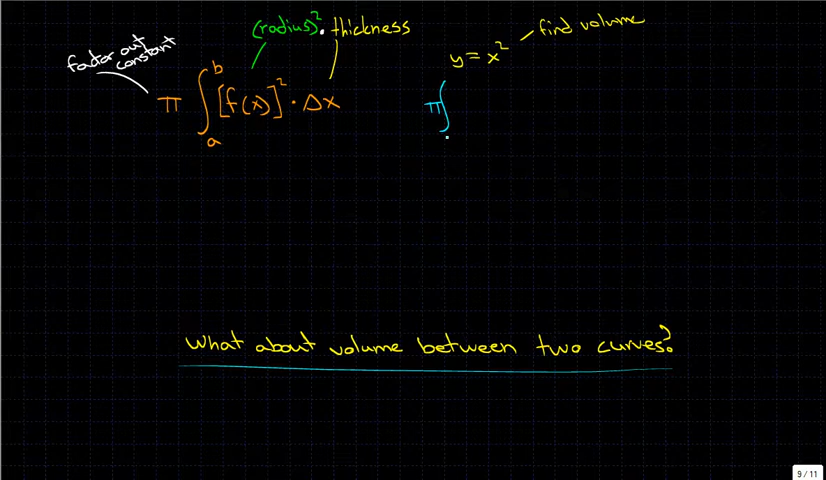 (radius)² · thickness
find volume
y = x²
factor out
constant
π ∫ₐᵇ [f(x)]² · Δx
π∫
What about volume between two curves?
9 / 11